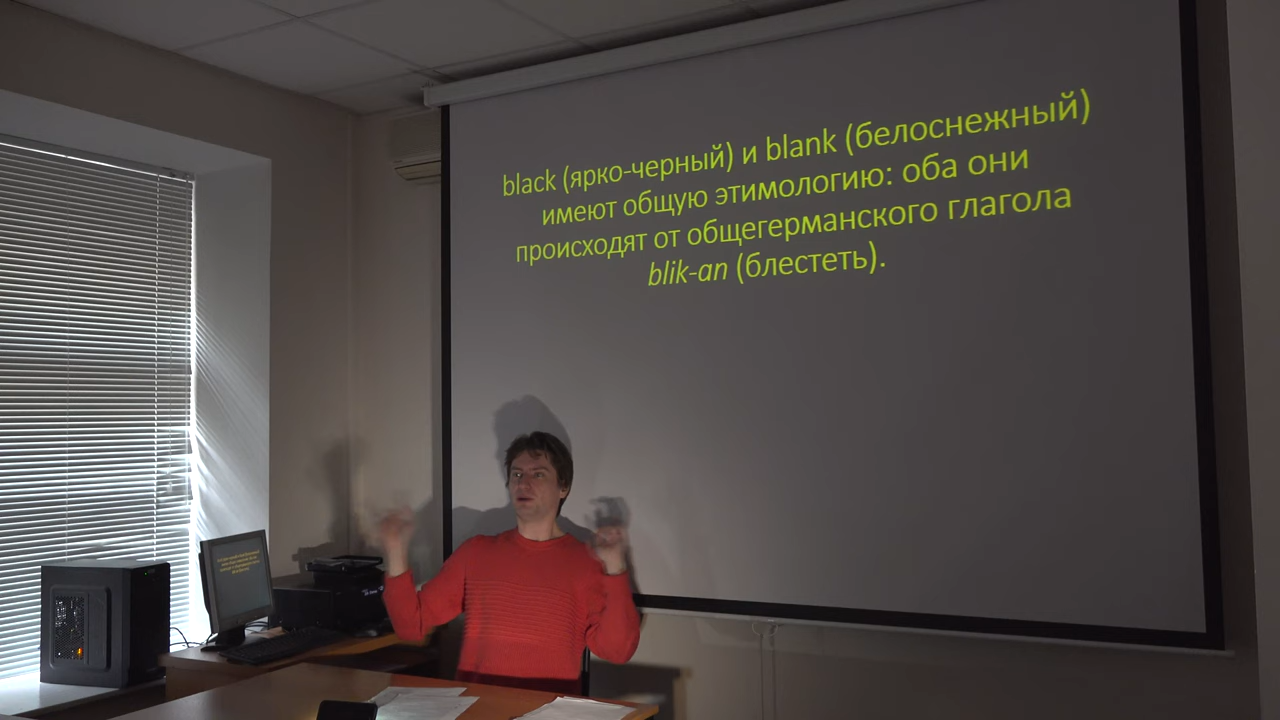 black (ярко-черный) и blank (белоснежный)
имеют общую этимологию: оба они
происходят от общегерманского глагола
blik-an (блестеть).